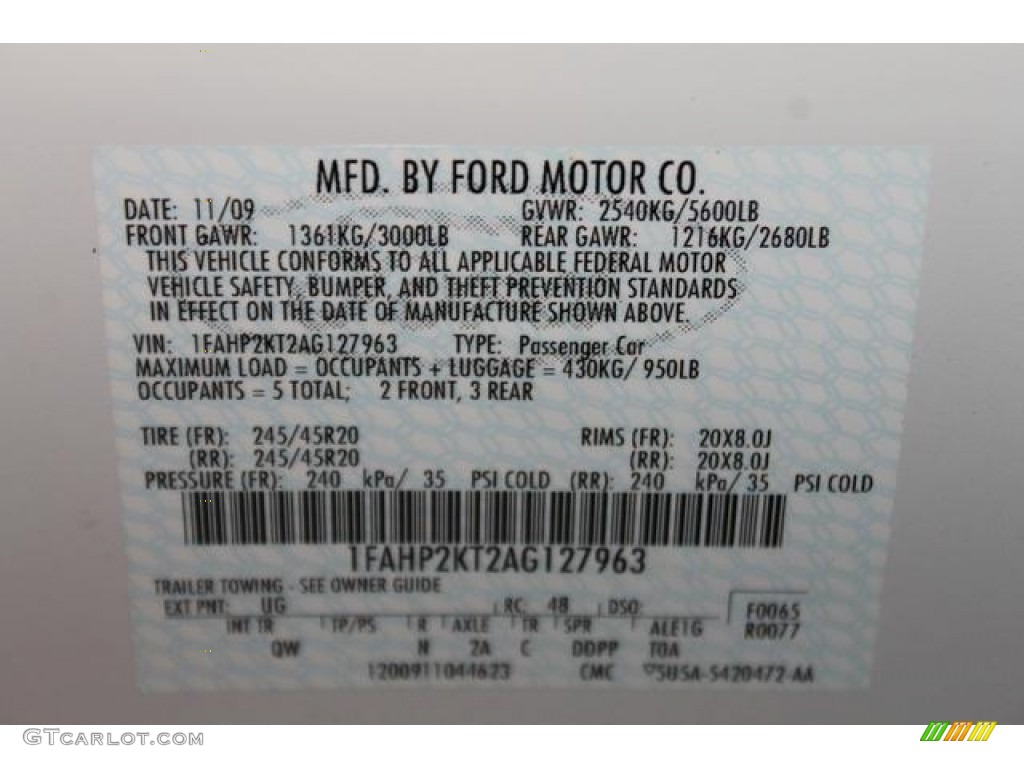 MFD. BY FORD MOTOR CO.
DATE: 11/09 GVWR: 2540KG/5600LB
FRONT GAWR: 1361KG/3000LB REAR GAWR: 1216KG/2680LB
THIS VEHICLE CONFORMS TO ALL APPLICABLE FEDERAL MOTOR
VEHICLE SAFETY, BUMPER, AND THEFT PREVENTION STANDARDS
IN EFFECT ON THE DATE OF MANUFACTURE SHOWN ABOVE.
VIN: 1FAHP2KT2AG127963 TYPE: Passenger Car
MAXIMUM LOAD = OCCUPANTS + LUGGAGE = 430KG/ 950LB
OCCUPANTS = 5 TOTAL; 2 FRONT, 3 REAR
TIRE (FR): 245/45R20 RIMS (FR): 20X8.0J
(RR): 245/45R20 (RR): 20X8.0J
PRESSURE (FR): 240 kPa/ 35 PSI COLD (RR): 240 kPa/ 35 PSI COLD
1FAHP2KT2AG127963
TRAILER TOWING - SEE OWNER GUIDE
EXT PNT: UG RC: 48 DSO: F0065
INT TR TP/PS R AXLE TR SPR ALE1G R0077
QW N 2A C DDPP TOA
1200911044623 CMC 5U5A-5420472-AA
GTCARLOT.COM